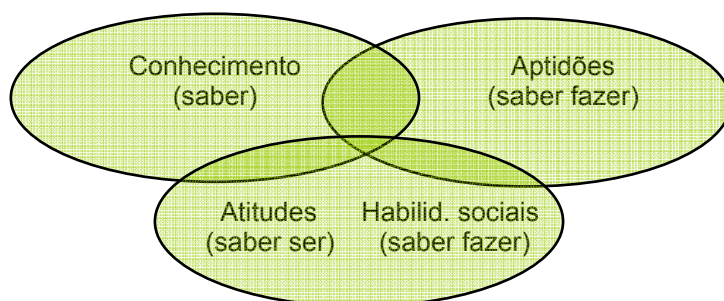 Conhecimento
(saber)
Aptidões
(saber fazer)
Atitudes
(saber ser)
Habilid. sociais
(saber fazer)